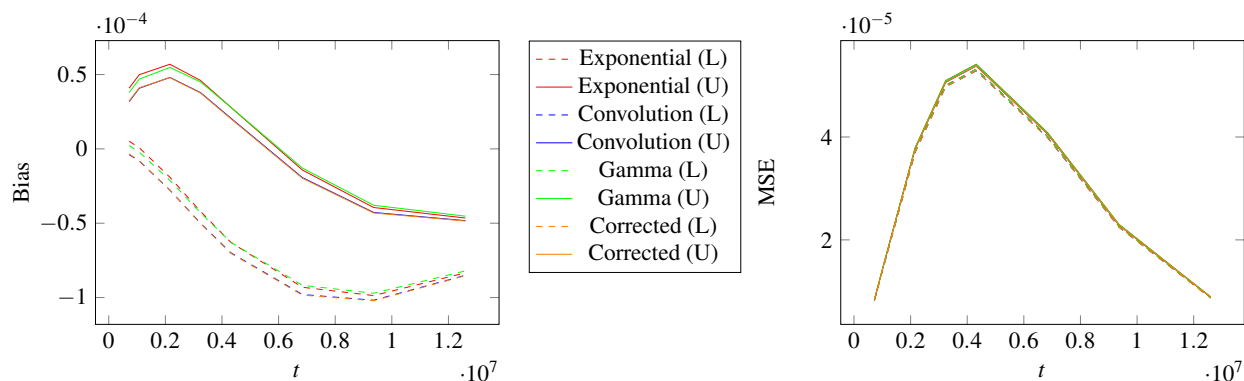 ·10⁻⁴
0.5
0
−0.5
−1
Bias
0 0.2 0.4 0.6 0.8 1 1.2
·10⁷
t
Exponential (L)
Exponential (U)
Convolution (L)
Convolution (U)
Gamma (L)
Gamma (U)
Corrected (L)
Corrected (U)
·10⁻⁵
4
2
MSE
0 0.2 0.4 0.6 0.8 1 1.2
·10⁷
t